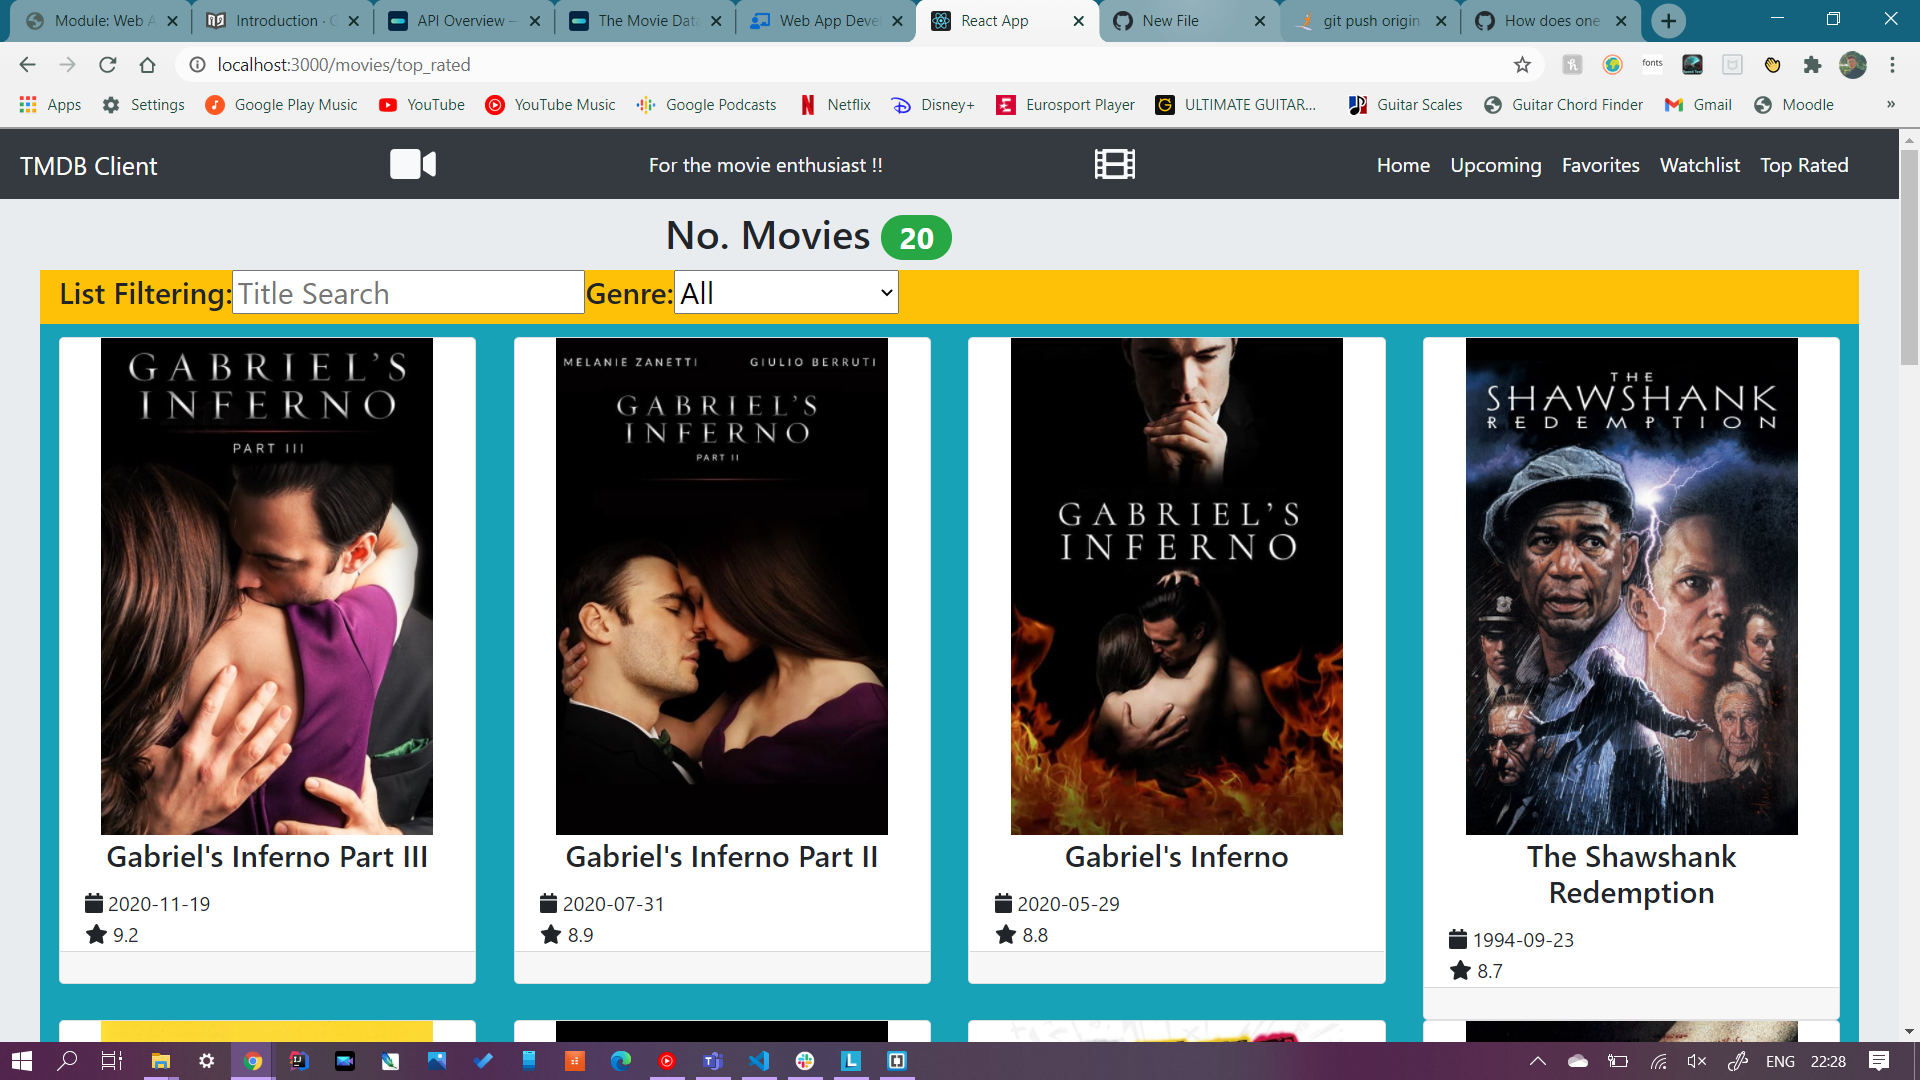 Module: Web A
Introduction · G
API Overview —
The Movie Data
Web App Deve
React App
New File
git push origin
How does one
localhost:3000/movies/top_rated
fonts
Apps
Settings
Google Play Music
YouTube
YouTube Music
Google Podcasts
Netflix
Disney+
Eurosport Player
ULTIMATE GUITAR...
Guitar Scales
Guitar Chord Finder
Gmail
Moodle
»
TMDB Client
For the movie enthusiast !!
Home Upcoming Favorites Watchlist Top Rated
No. Movies 20
List Filtering: Title Search Genre: All
GABRIEL'S
INFERNO
PART III
MELANIE ZANETTI GIULIO BERRUTI
GABRIEL'S
INFERNO
PART II
GABRIEL'S
INFERNO
THE
SHAWSHANK
REDEMPTION
Gabriel's Inferno Part III
2020-11-19
9.2
Gabriel's Inferno Part II
2020-07-31
8.9
Gabriel's Inferno
2020-05-29
8.8
The Shawshank
Redemption
1994-09-23
8.7
ENG 22:28